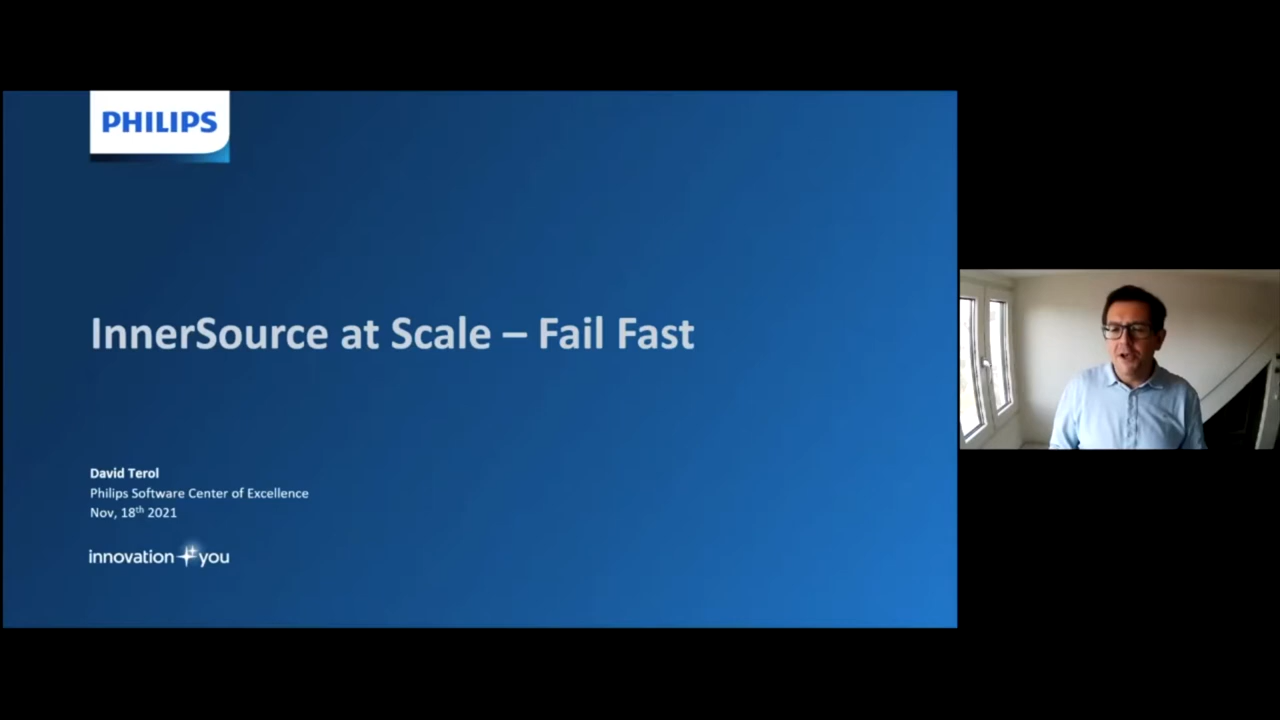 PHILIPS
InnerSource at Scale – Fail Fast
David Terol
Philips Software Center of Excellence
Nov, 18th 2021
innovation you